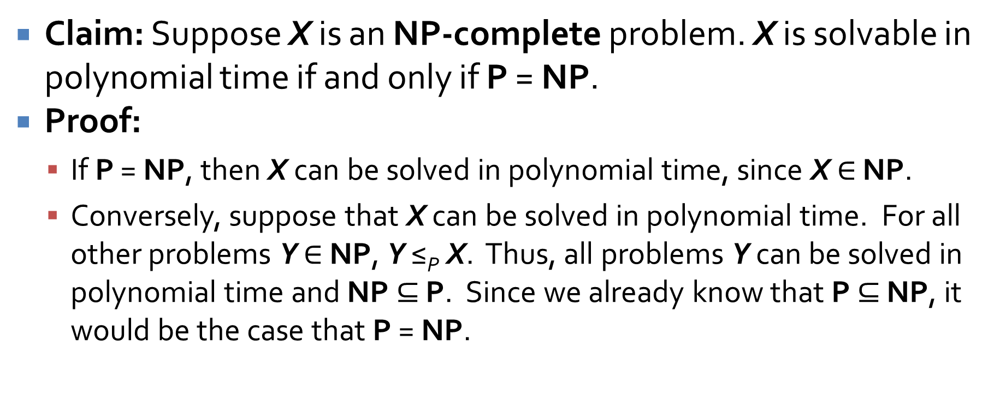 Claim: Suppose X is an NP-complete problem. X is solvable in
polynomial time if and only if P = NP.
Proof:
If P = NP, then X can be solved in polynomial time, since X ∈ NP.
Conversely, suppose that X can be solved in polynomial time. For all
other problems Y ∈ NP, Y ≤P X. Thus, all problems Y can be solved in
polynomial time and NP ⊆ P. Since we already know that P ⊆ NP, it
would be the case that P = NP.